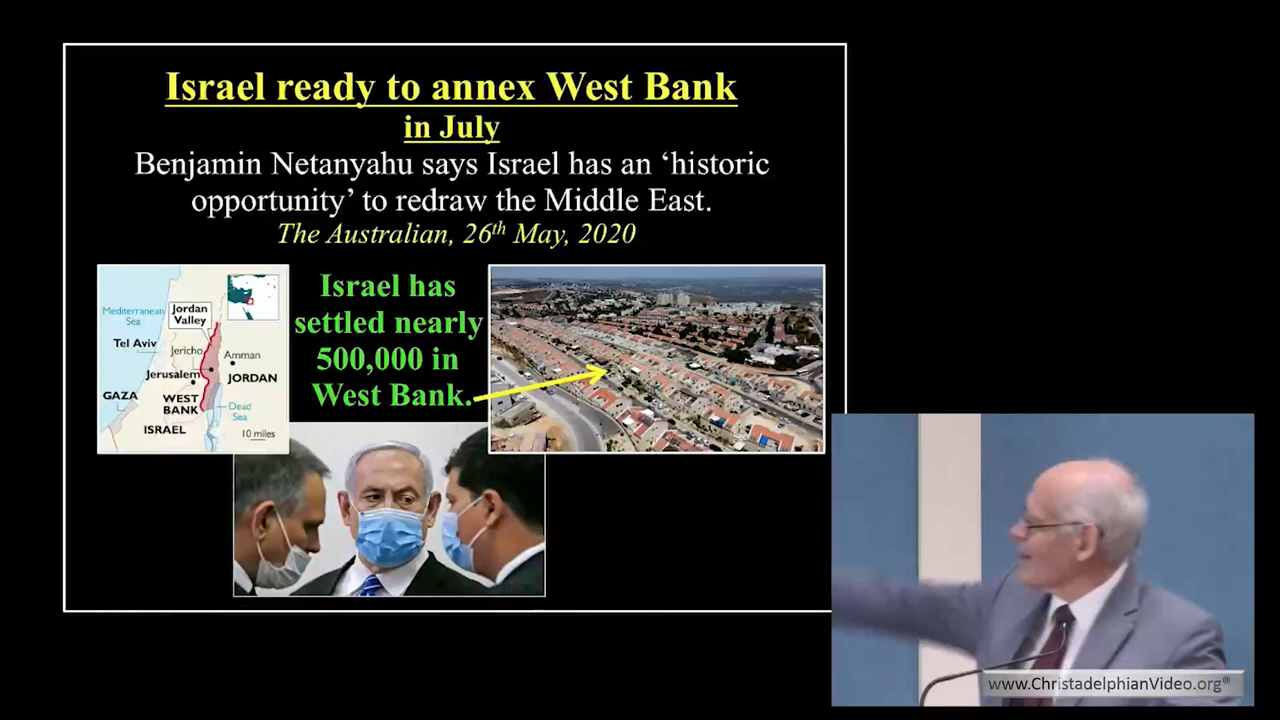 Israel ready to annex West Bank
in July
Benjamin Netanyahu says Israel has an ‘historic
opportunity’ to redraw the Middle East.
The Australian, 26th May, 2020
Mediterranean
Sea
Jordan
Valley
Tel Aviv
Jericho
Amman
Jerusalem
JORDAN
GAZA
WEST
BANK
Dead
Sea
ISRAEL
10 miles
Israel has
settled nearly
500,000 in
West Bank.
www.ChristadelphianVideo.org®